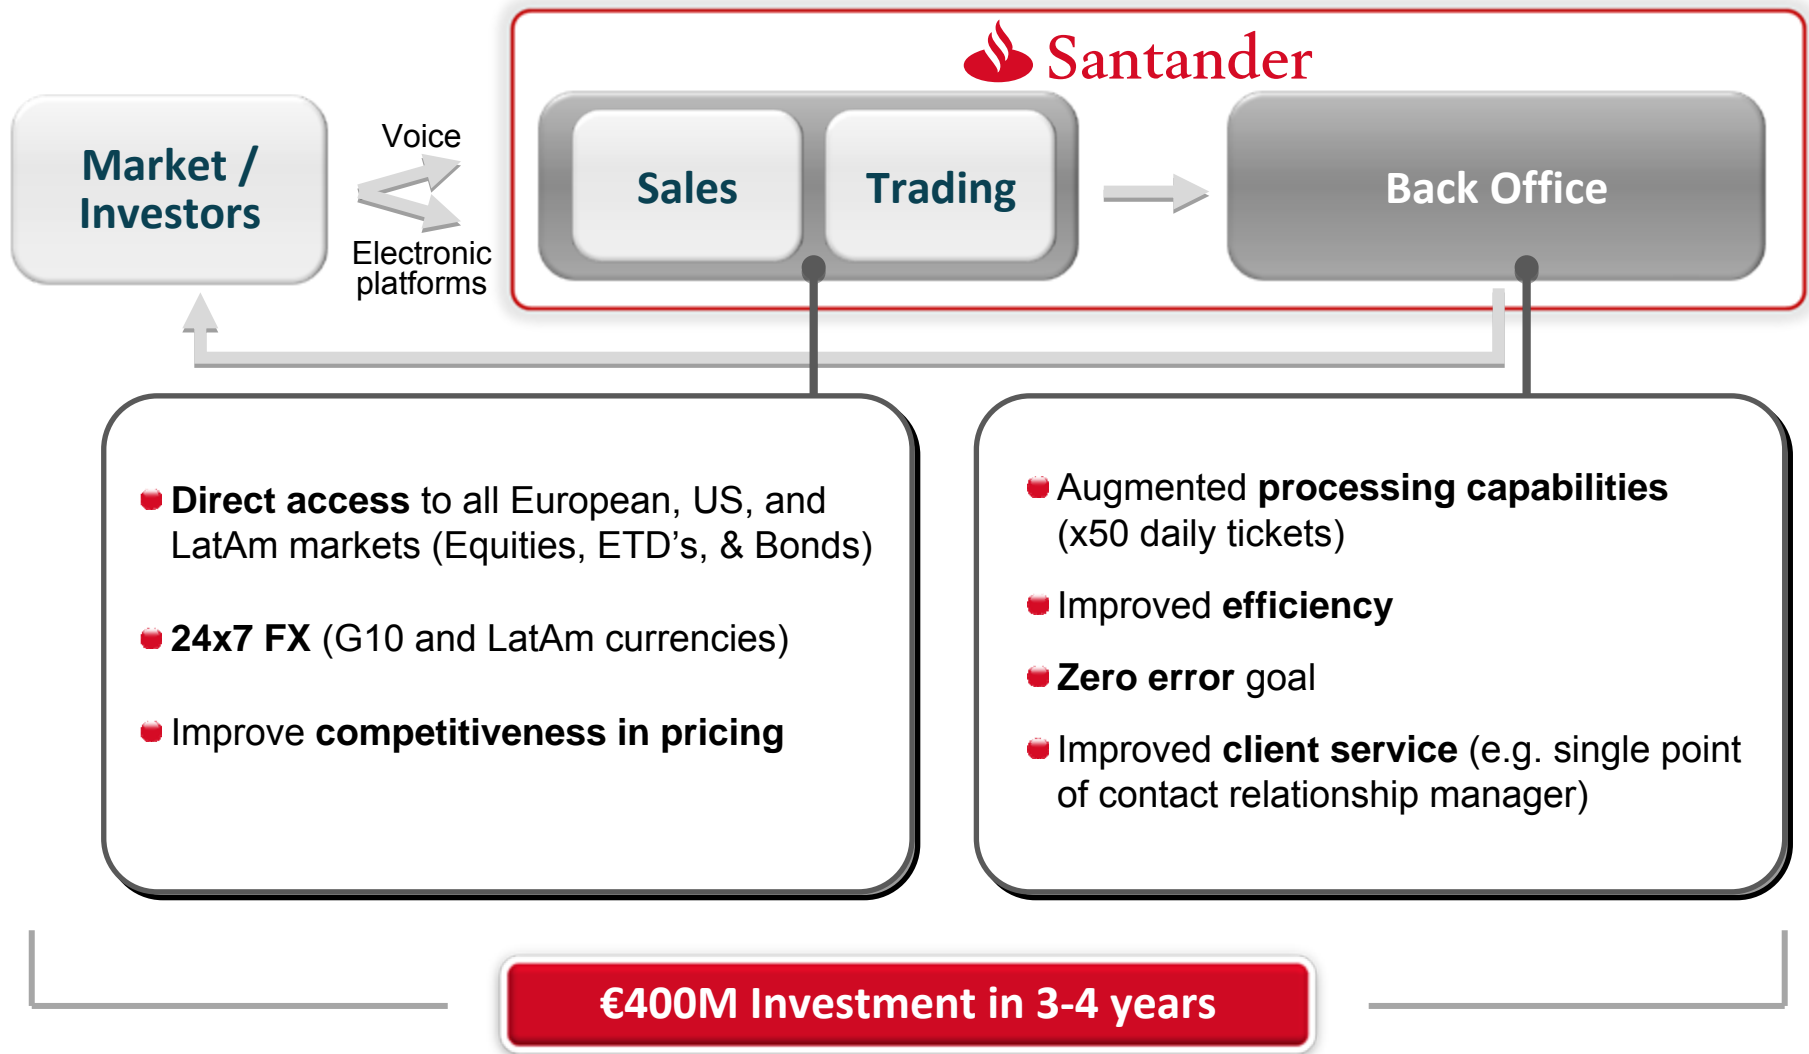 Santander
Market /
Investors
Voice
Electronic
platforms
Sales
Trading
Back Office
Direct access to all European, US, and
LatAm markets (Equities, ETD’s, & Bonds)
24x7 FX (G10 and LatAm currencies)
Improve competitiveness in pricing
Augmented processing capabilities
(x50 daily tickets)
Improved efficiency
Zero error goal
Improved client service (e.g. single point
of contact relationship manager)
€400M Investment in 3-4 years